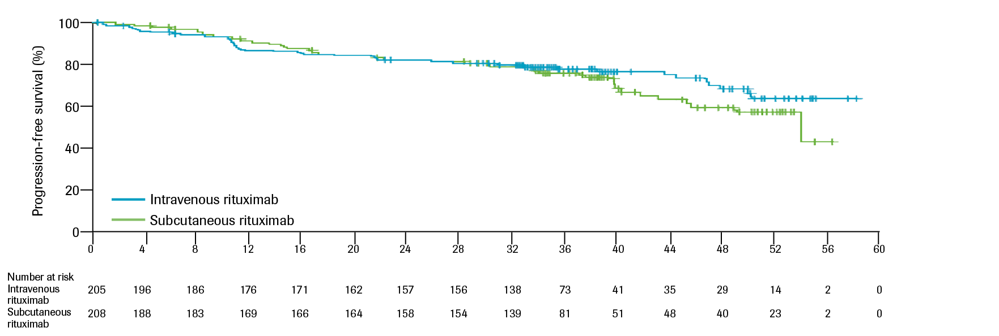 Progression-free survival (%)
100
80
60
40
20
0
Intravenous rituximab
Subcutaneous rituximab
0 4 8 12 16 20 24 28 32 36 40 44 48 52 56 60
Number at risk
Intravenous
rituximab
205 196 186 176 171 162 157 156 138 73 41 35 29 14 2 0
Subcutaneous
rituximab
208 188 183 169 166 164 158 154 139 81 51 48 40 23 2 0